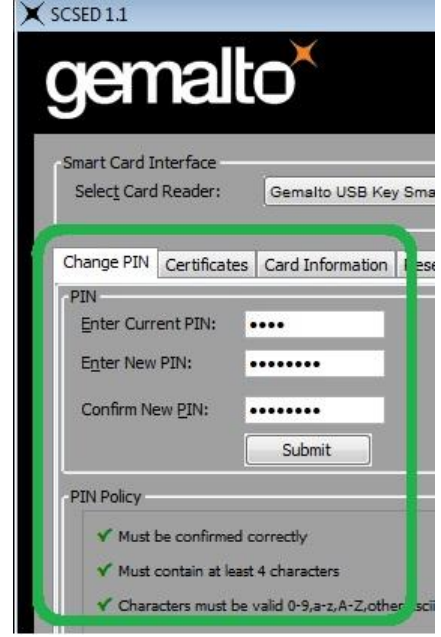 SCSED 1.1
gemalto
Smart Card Interface
Select Card Reader:
Gemalto USB Key Sma
Change PIN Certificates Card Information Rese
PIN
Enter Current PIN: ••••
Enter New PIN: ••••••••
Confirm New PIN: ••••••••
Submit
PIN Policy
✓ Must be confirmed correctly
✓ Must contain at least 4 characters
✓ Characters must be valid 0-9,a-z,A-Z,other ascii